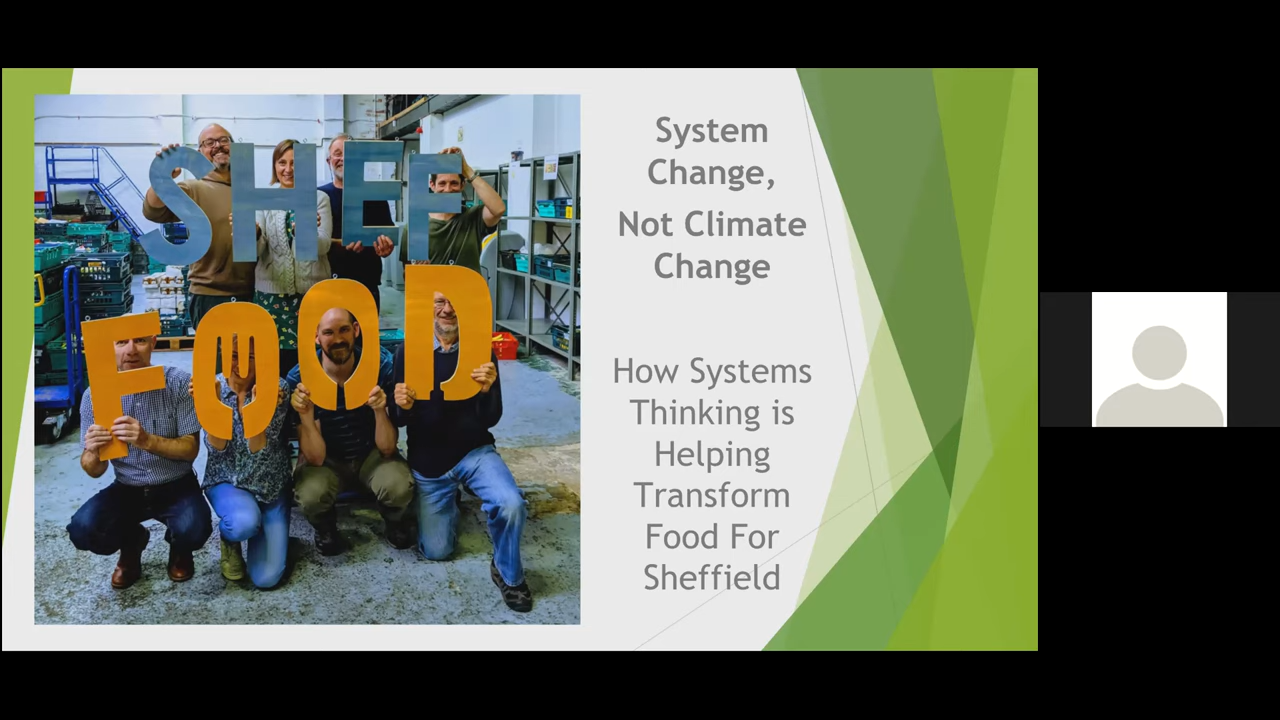 SHEF
FOOD
System
Change,
Not Climate
Change
How Systems
Thinking is
Helping
Transform
Food For
Sheffield